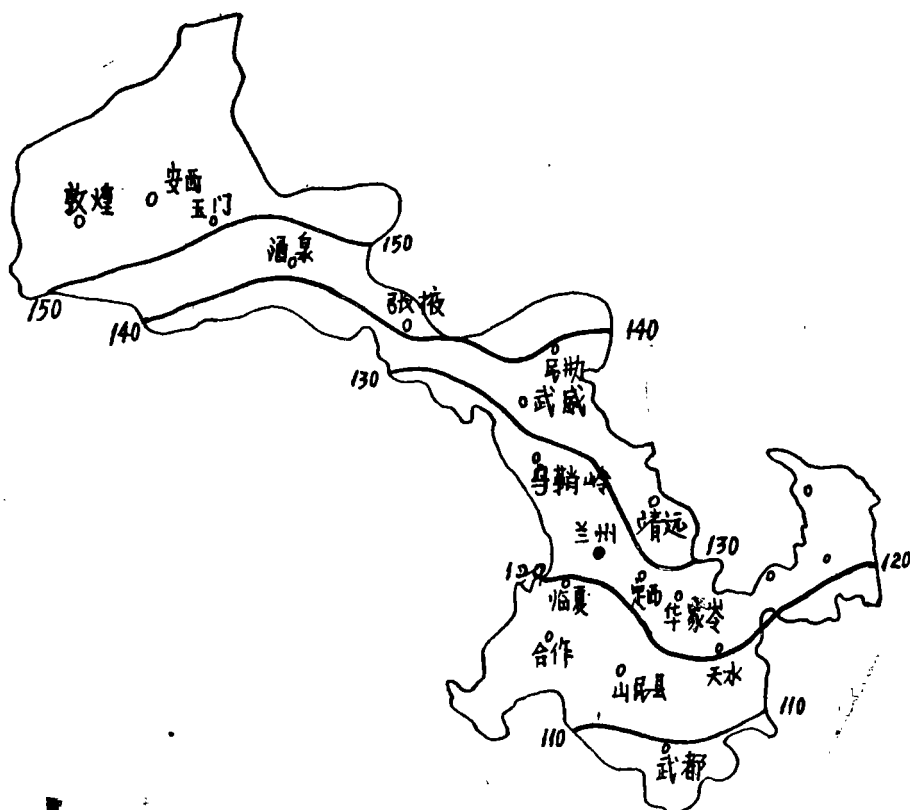 安西
敦煌
玉门
酒泉
150
150
张掖
140
140
民勤
130
武威
乌鞘岭
靖远
兰州
130
120
120
临夏
定西
华家岭
合作
天水
岷县
110
110
武都